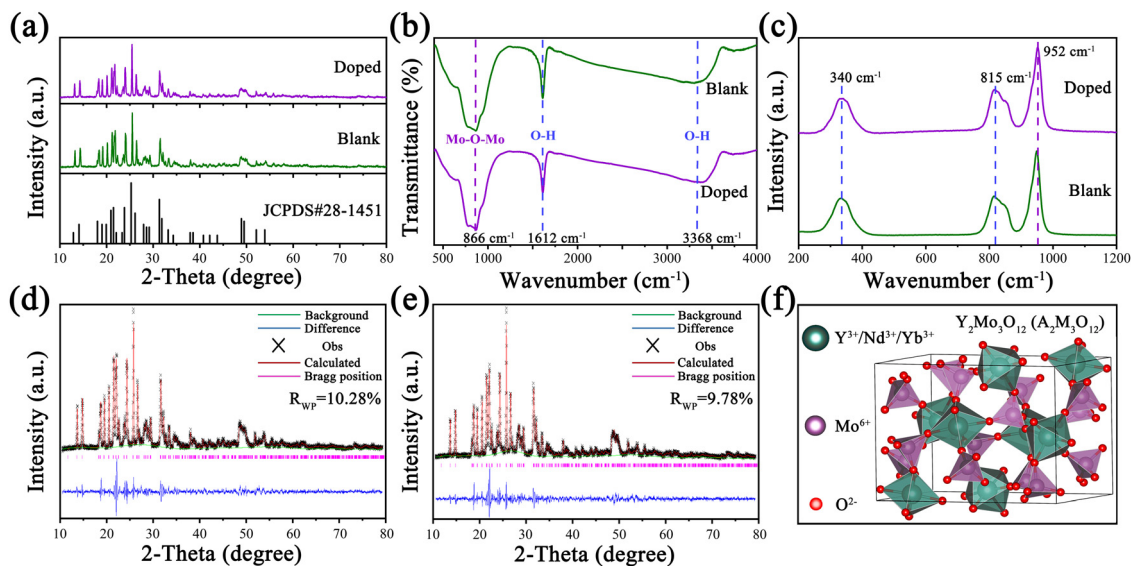 (a)
Doped
Blank
JCPDS#28-1451
Intensity (a.u.)
10 20 30 40 50 60 70 80
2-Theta (degree)
(b)
Blank
Mo-O-Mo
O-H
O-H
Doped
866 cm⁻¹
1612 cm⁻¹
3368 cm⁻¹
Transmittance (%)
500 1000 1500 2000 2500 3000 3500 4000
Wavenumber (cm⁻¹)
(c)
952 cm⁻¹
340 cm⁻¹
815 cm⁻¹
Doped
Blank
Intensity (a.u.)
200 400 600 800 1000 1200
Wavenumber (cm⁻¹)
(d)
Background
Difference
Obs
Calculated
Bragg position
R_WP=10.28%
Intensity (a.u.)
10 20 30 40 50 60 70 80
2-Theta (degree)
(e)
Background
Difference
Obs
Calculated
Bragg position
R_WP=9.78%
Intensity (a.u.)
10 20 30 40 50 60 70 80
2-Theta (degree)
(f)
Y₂Mo₃O₁₂ (A₂M₃O₁₂)
Y³⁺/Nd³⁺/Yb³⁺
Mo⁶⁺
O²⁻